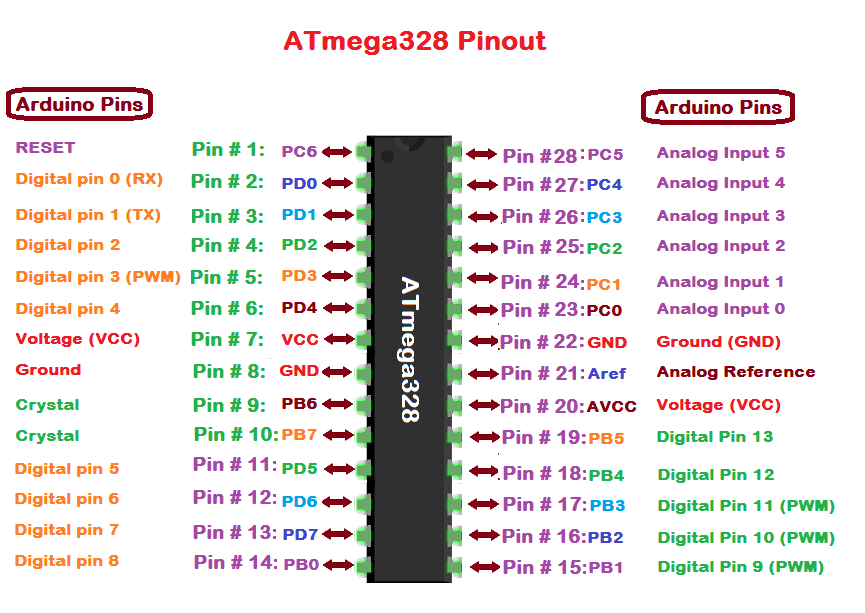 ATmega328 Pinout
Arduino Pins Arduino Pins
RESET Pin # 1: PC6 Pin #28: PC5 Analog Input 5
Digital pin 0 (RX) Pin # 2: PD0 Pin # 27: PC4 Analog Input 4
Digital pin 1 (TX) Pin # 3: PD1 Pin # 26: PC3 Analog Input 3
Digital pin 2 Pin # 4: PD2 Pin # 25: PC2 Analog Input 2
Digital pin 3 (PWM) Pin # 5: PD3 Pin # 24: PC1 Analog Input 1
Digital pin 4 Pin # 6: PD4 Pin # 23: PC0 Analog Input 0
Voltage (VCC) Pin # 7: VCC Pin # 22: GND Ground (GND)
Ground Pin # 8: GND Pin # 21: Aref Analog Reference
Crystal Pin # 9: PB6 Pin # 20: AVCC Voltage (VCC)
Crystal Pin # 10: PB7 Pin # 19: PB5 Digital Pin 13
Digital pin 5 Pin # 11: PD5 Pin # 18: PB4 Digital Pin 12
Digital pin 6 Pin # 12: PD6 Pin # 17: PB3 Digital Pin 11 (PWM)
Digital pin 7 Pin # 13: PD7 Pin # 16: PB2 Digital Pin 10 (PWM)
Digital pin 8 Pin # 14: PB0 Pin # 15: PB1 Digital Pin 9 (PWM)
ATmega328